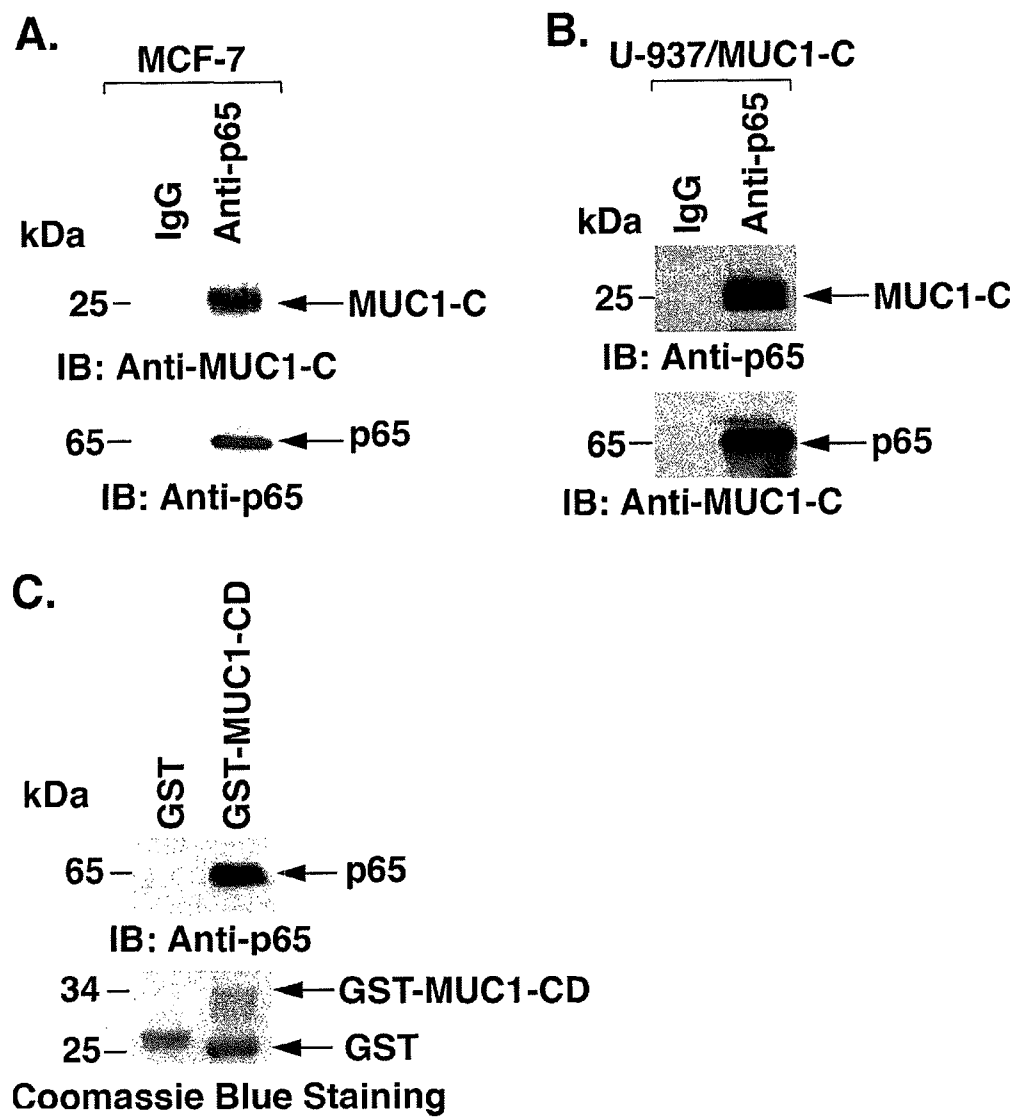 A.
MCF-7
IgG
Anti-p65
kDa
25
MUC1-C
IB: Anti-MUC1-C
65
p65
IB: Anti-p65
B.
U-937/MUC1-C
IgG
Anti-p65
kDa
25
MUC1-C
IB: Anti-p65
65
p65
IB: Anti-MUC1-C
C.
GST
GST-MUC1-CD
kDa
65
p65
IB: Anti-p65
34
GST-MUC1-CD
25
GST
Coomassie Blue Staining